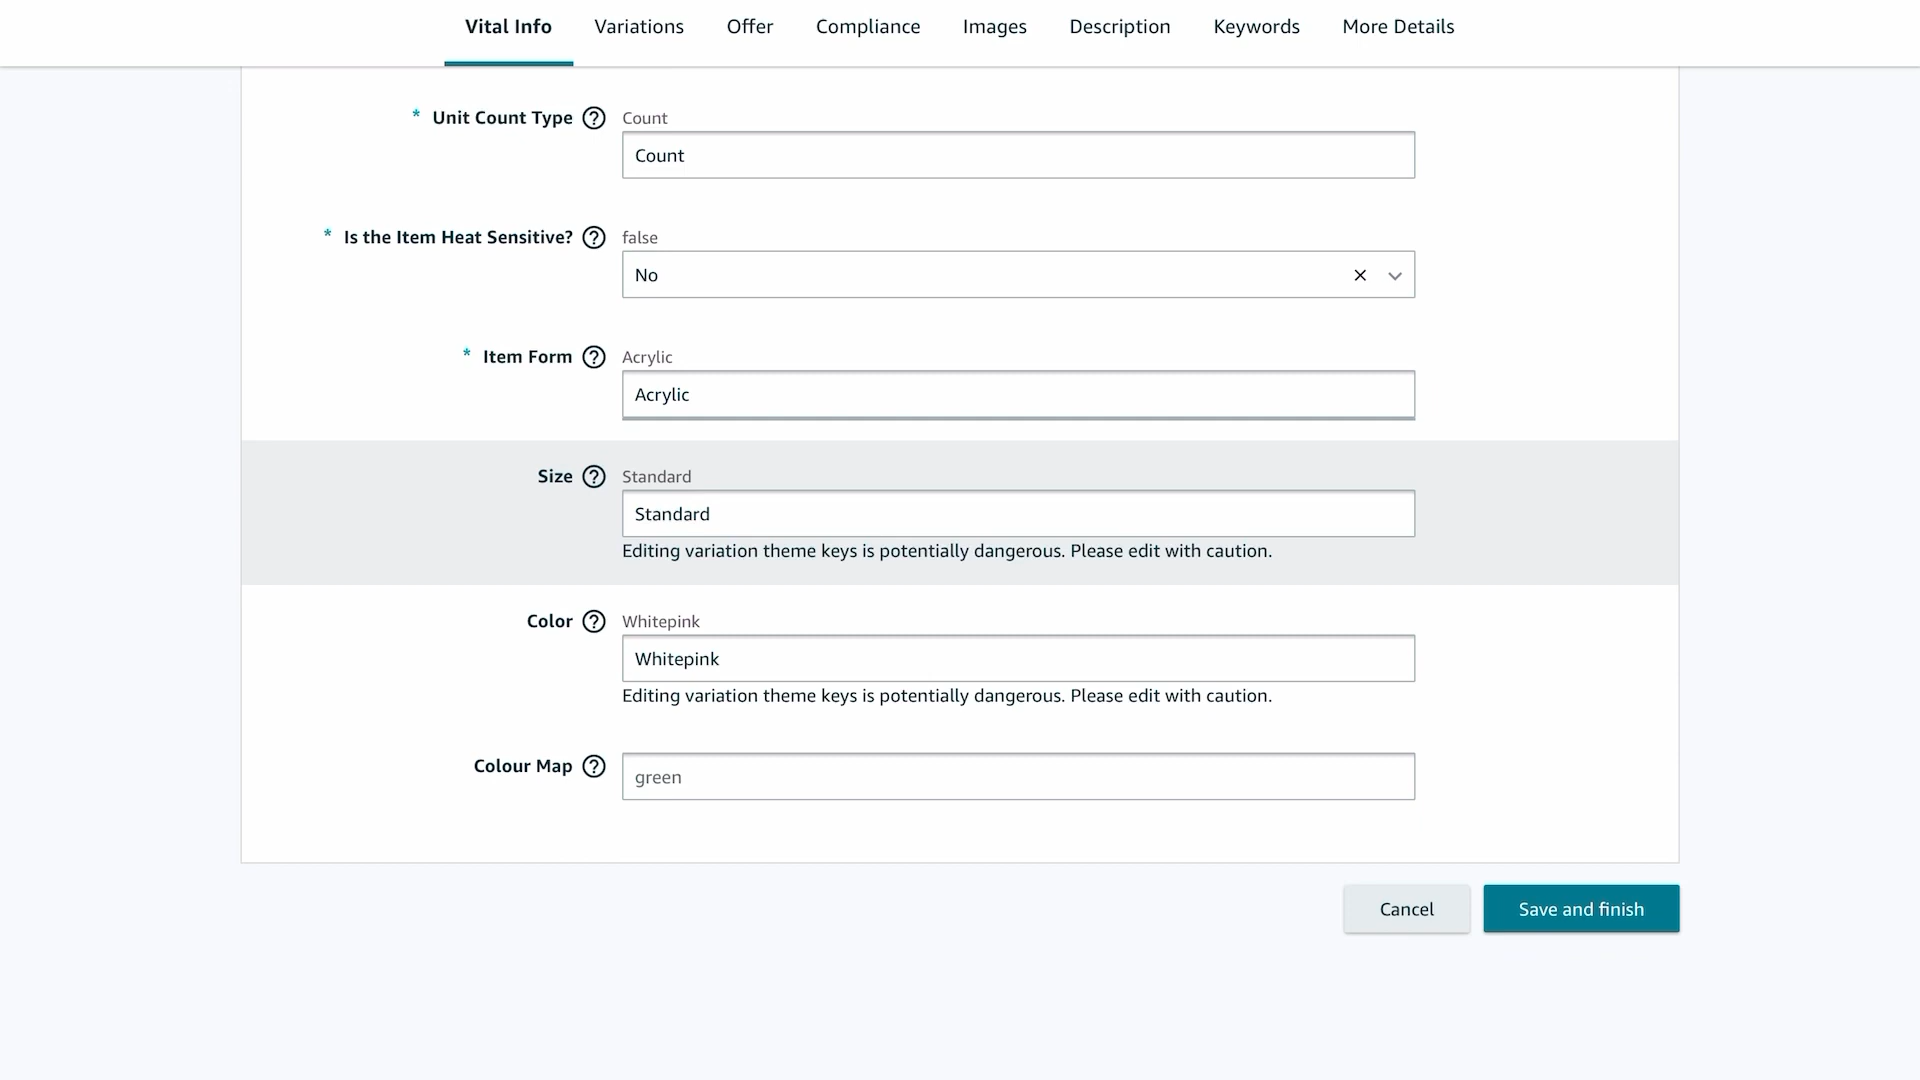 Vital Info Variations Offer Compliance Images Description Keywords More Details
* Unit Count Type ? Count
Count
* Is the Item Heat Sensitive? ? false
No
* Item Form ? Acrylic
Acrylic
Size ? Standard
Standard
Editing variation theme keys is potentially dangerous. Please edit with caution.
Color ? Whitepink
Whitepink
Editing variation theme keys is potentially dangerous. Please edit with caution.
Colour Map ? green
Cancel Save and finish